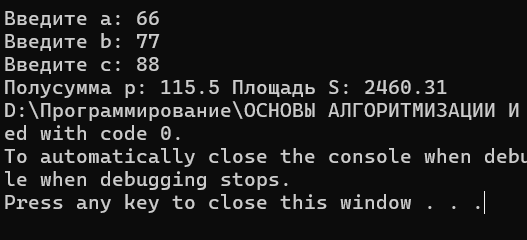 Введите a: 66
Введите b: 77
Введите c: 88
Полусумма p: 115.5 Площадь S: 2460.31
D:\Программирование\ОСНОВЫ АЛГОРИТМИЗАЦИИ И
ed with code 0.
To automatically close the console when debu
le when debugging stops.
Press any key to close this window . . .